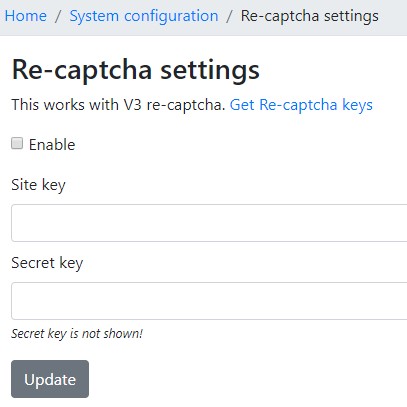 Home / System configuration / Re-captcha settings
Re-captcha settings
This works with V3 re-captcha. Get Re-captcha keys
Enable
Site key
Secret key
Secret key is not shown!
Update